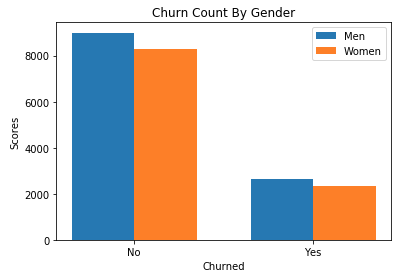 Churn Count By Gender
Men
Women
Scores
8000
6000
4000
2000
0
No
Yes
Churned